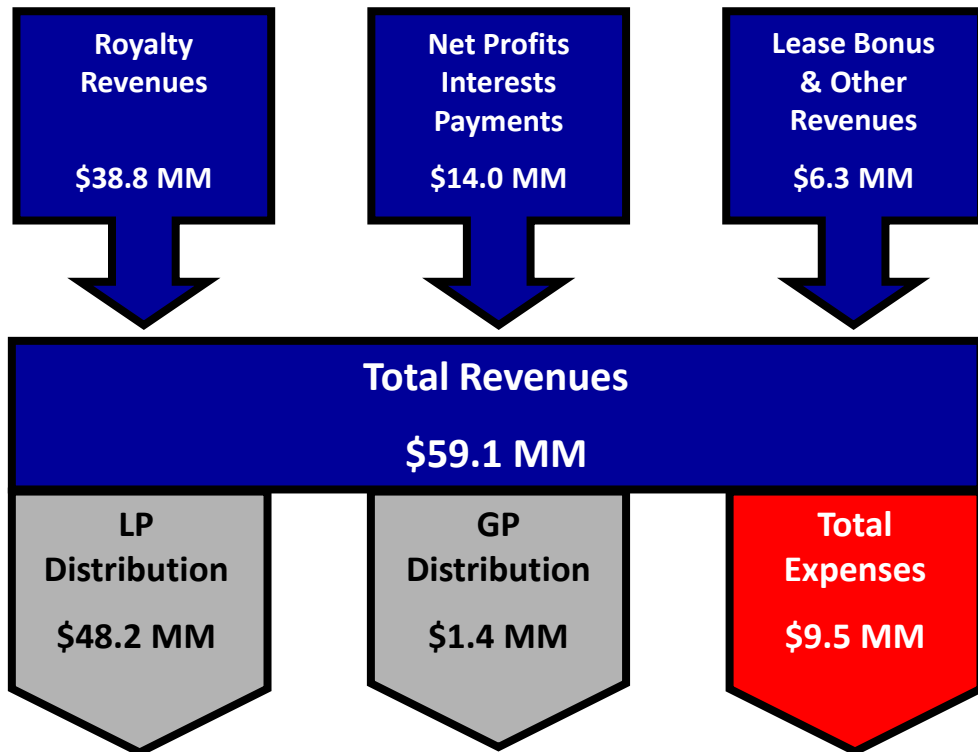 Royalty
Revenues
$38.8 MM
Net Profits
Interests
Payments
$14.0 MM
Lease Bonus
& Other
Revenues
$6.3 MM
Total Revenues
$59.1 MM
LP
Distribution
$48.2 MM
GP
Distribution
$1.4 MM
Total
Expenses
$9.5 MM